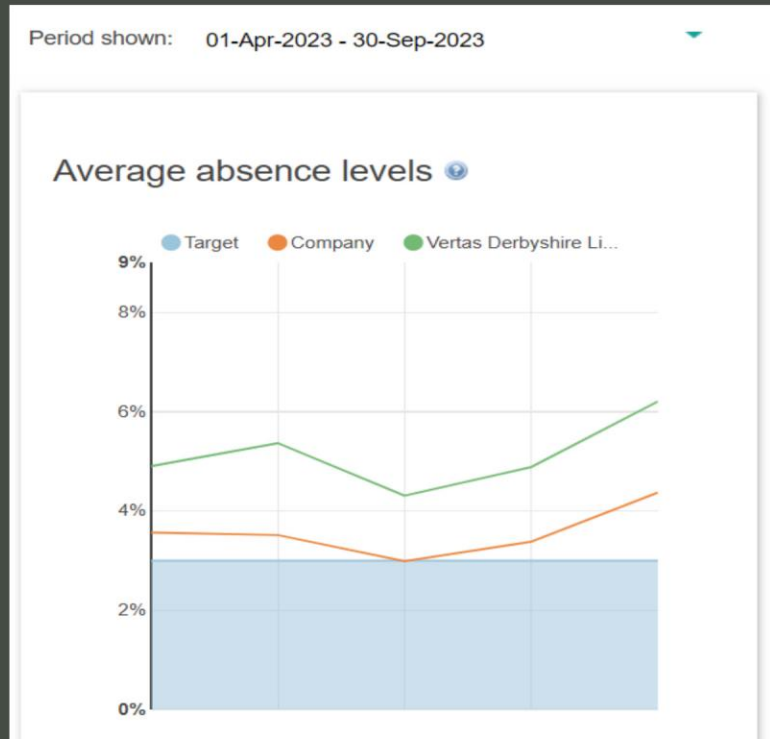 Period shown: 01-Apr-2023 - 30-Sep-2023
Average absence levels
Target Company Vertas Derbyshire Li...
9%
8%
6%
4%
2%
0%